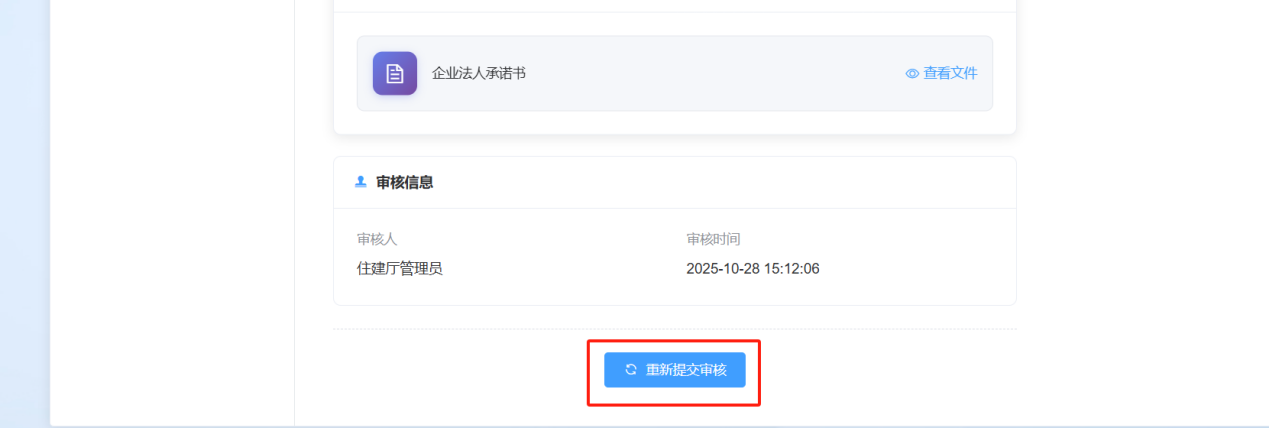 企业法人承诺书 查看文件
审核信息
审核人 审核时间
住建厅管理员 2025-10-28 15:12:06
重新提交审核